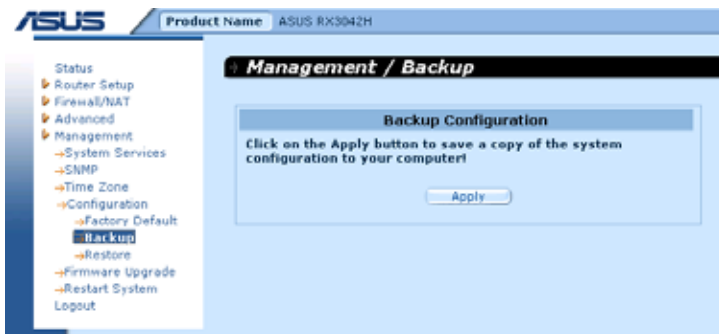 ASUS
Product Name ASUS RX3042H
Status
Router Setup
Firewall/NAT
Advanced
Management
System Services
SNMP
Time Zone
Configuration
Factory Default
Backup
Restore
Firmware Upgrade
Restart System
Logout
Management / Backup
Backup Configuration
Click on the Apply button to save a copy of the system
configuration to your computer!
Apply